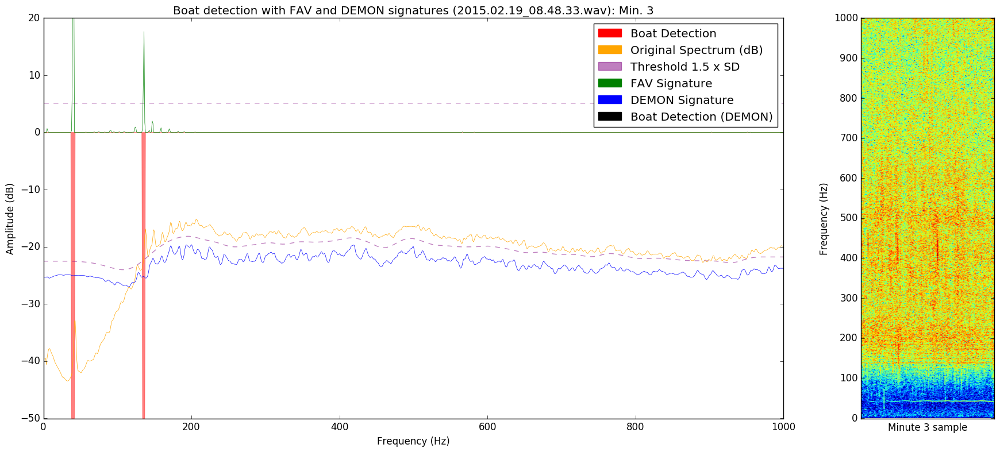 Boat detection with FAV and DEMON signatures (2015.02.19_08.48.33.wav): Min. 3
20
10
0
−10
−20
−30
−40
−50
Amplitude (dB)
0
200
400
600
800
1000
Frequency (Hz)
Boat Detection
Original Spectrum (dB)
Threshold 1.5 x SD
FAV Signature
DEMON Signature
Boat Detection (DEMON)
1000
900
800
700
600
500
400
300
200
100
0
Frequency (Hz)
Minute 3 sample